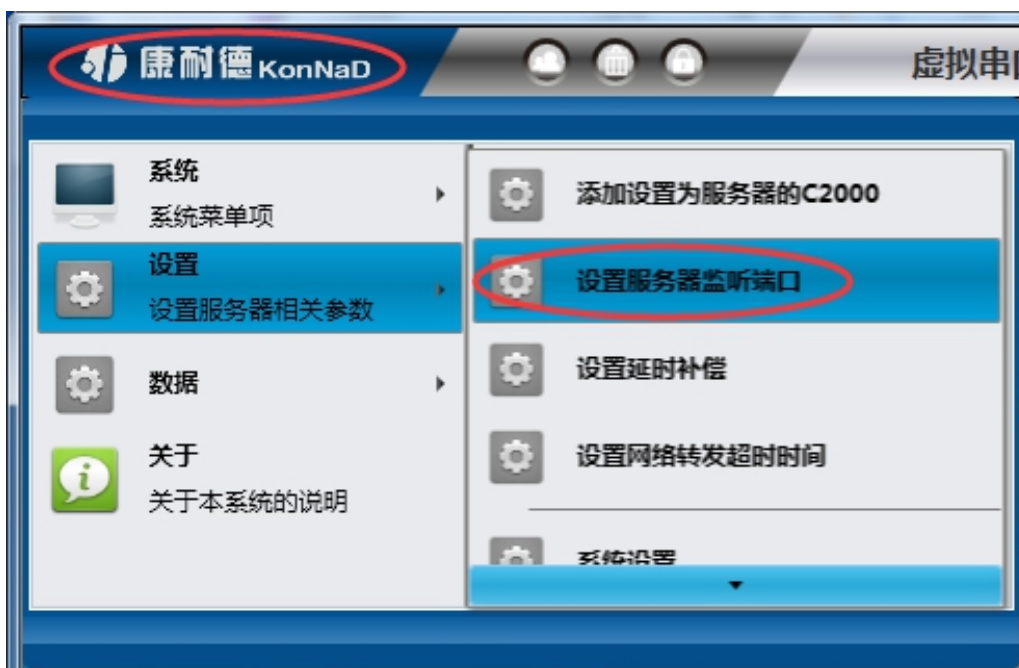 康耐德 KonNaD
虚拟串
系统
系统菜单项
设置
设置服务器相关参数
数据
关于
关于本系统的说明
添加设置为服务器的C2000
设置服务器监听端口
设置延时补偿
设置网络转发超时时间
系统设置